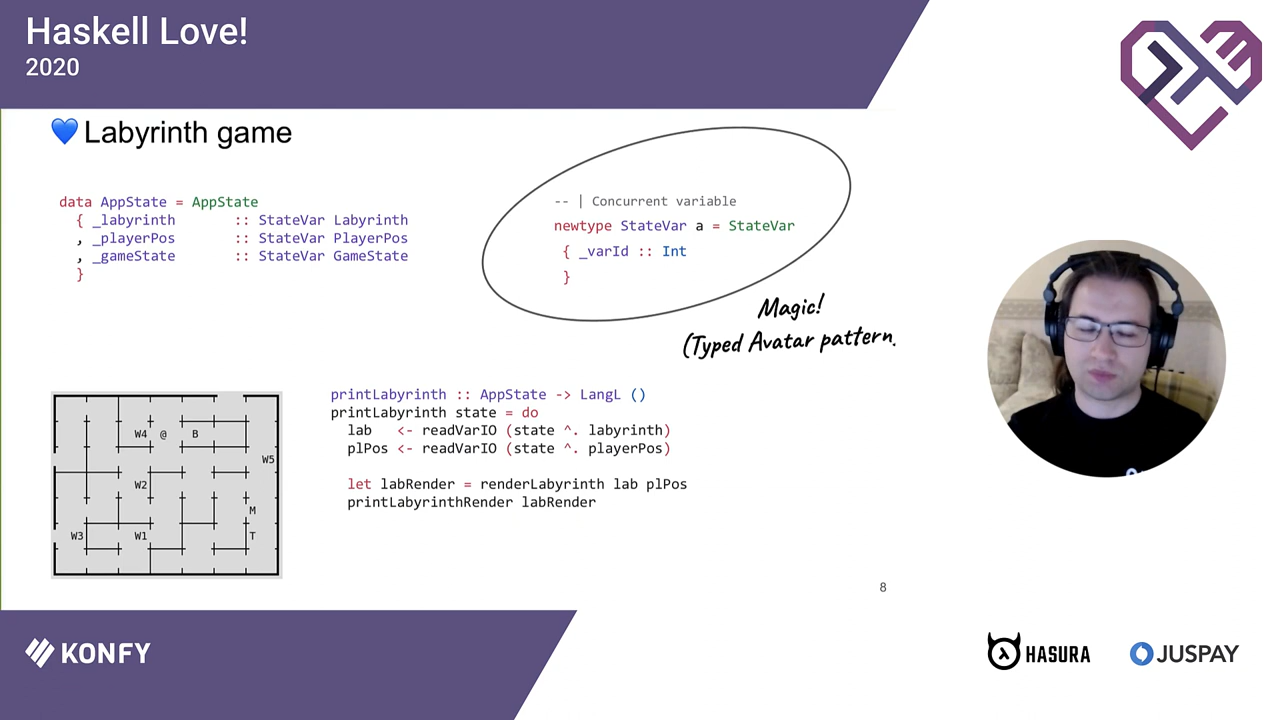 Haskell Love!
2020
💙 Labyrinth game
data AppState = AppState
{ _labyrinth :: StateVar Labyrinth
, _playerPos :: StateVar PlayerPos
, _gameState :: StateVar GameState
}
-- | Concurrent variable
newtype StateVar a = StateVar
{ _varId :: Int
}
Magic!
(Typed Avatar pattern.
W4 @ B
W5
W2
M
W3 W1 T
printLabyrinth :: AppState -> LangL ()
printLabyrinth state = do
lab <- readVarIO (state ^. labyrinth)
plPos <- readVarIO (state ^. playerPos)
let labRender = renderLabyrinth lab plPos
printLabyrinthRender labRender
8
KONFY
HASURA
JUSPAY